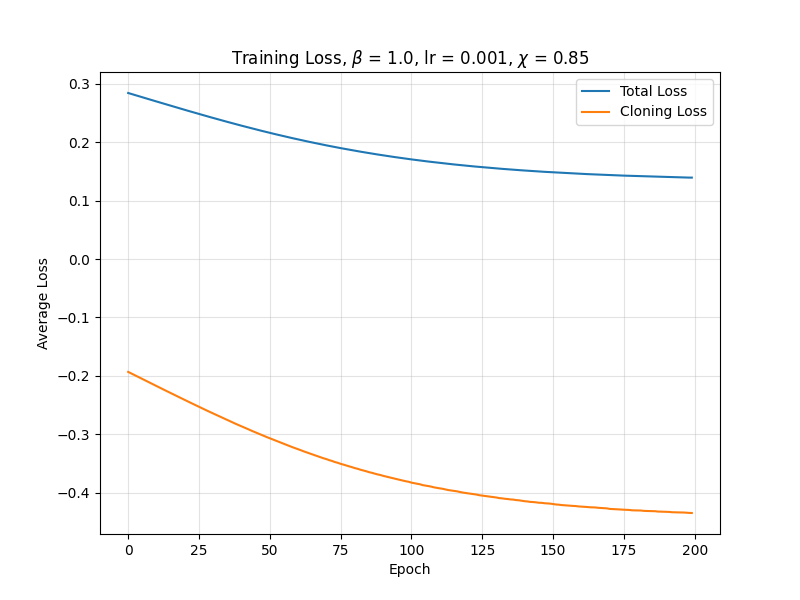 Training Loss, β = 1.0, lr = 0.001, χ = 0.85
Total Loss
Cloning Loss
0.3
0.2
0.1
0.0
−0.1
−0.2
−0.3
−0.4
Average Loss
0 25 50 75 100 125 150 175 200
Epoch